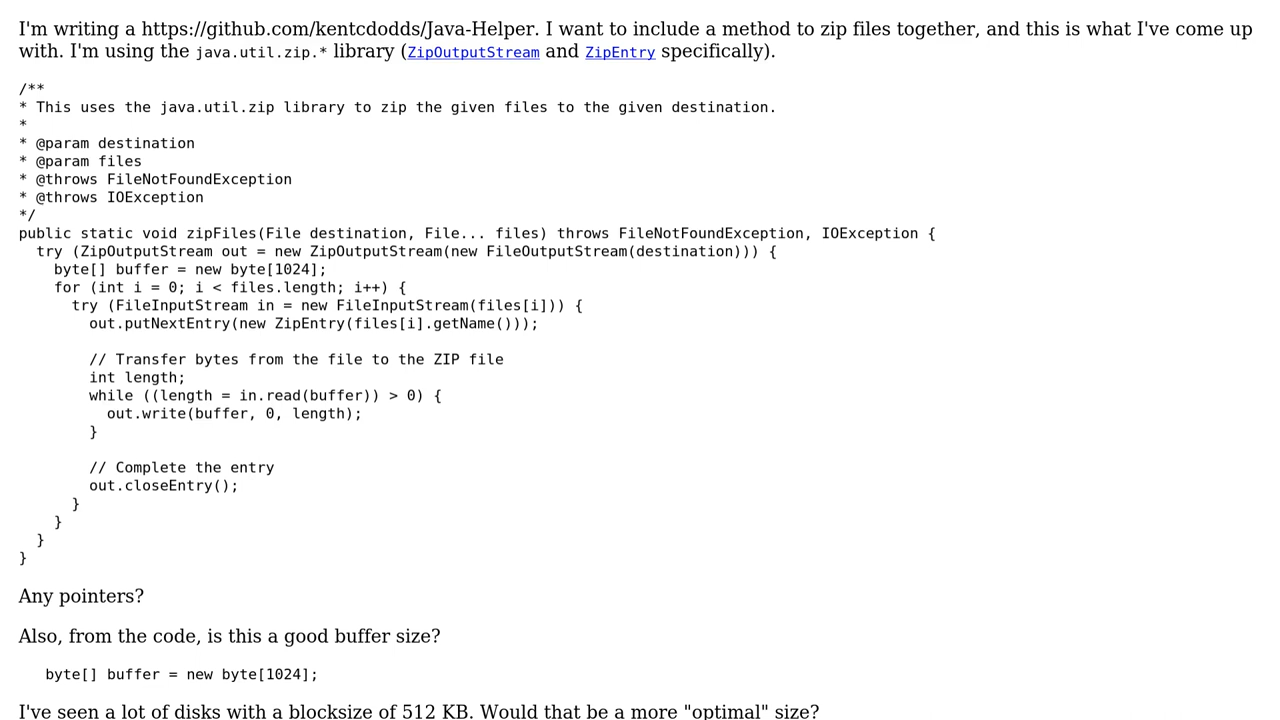 I'm writing a https://github.com/kentcdodds/Java-Helper. I want to include a method to zip files together, and this is what I've come up
with. I'm using the java.util.zip.* library (ZipOutputStream and ZipEntry specifically).
/**
* This uses the java.util.zip library to zip the given files to the given destination.
*
* @param destination
* @param files
* @throws FileNotFoundException
* @throws IOException
*/
public static void zipFiles(File destination, File... files) throws FileNotFoundException, IOException {
  try (ZipOutputStream out = new ZipOutputStream(new FileOutputStream(destination))) {
    byte[] buffer = new byte[1024];
    for (int i = 0; i < files.length; i++) {
      try (FileInputStream in = new FileInputStream(files[i])) {
        out.putNextEntry(new ZipEntry(files[i].getName()));

        // Transfer bytes from the file to the ZIP file
        int length;
        while ((length = in.read(buffer)) > 0) {
          out.write(buffer, 0, length);
        }

        // Complete the entry
        out.closeEntry();
      }
    }
  }
}
Any pointers?
Also, from the code, is this a good buffer size?
   byte[] buffer = new byte[1024];
I've seen a lot of disks with a blocksize of 512 KB. Would that be a more "optimal" size?